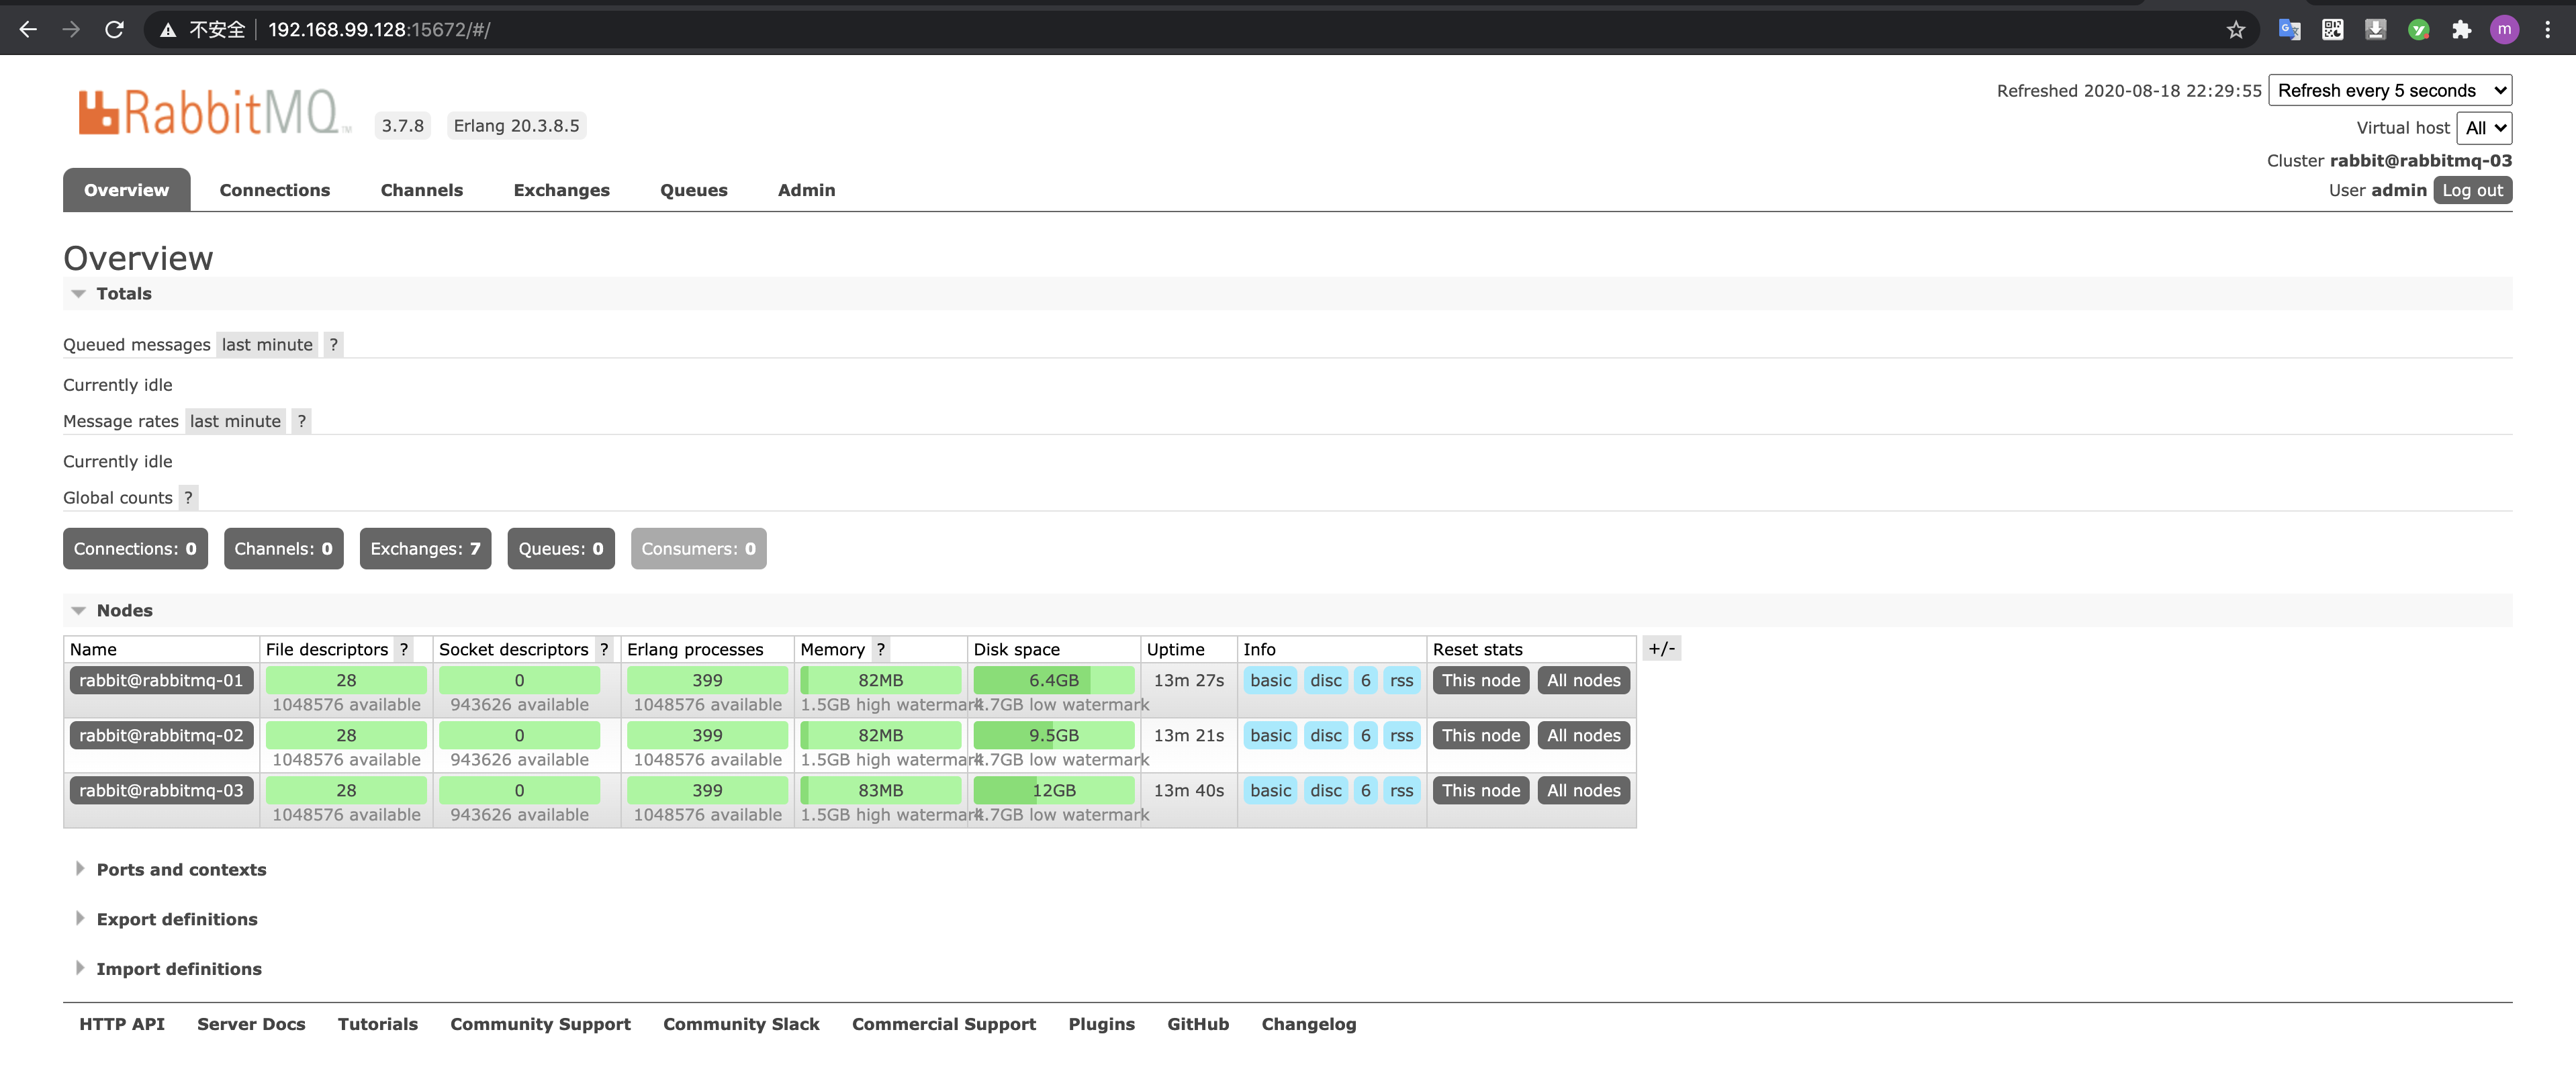 不安全 192.168.99.128:15672/#/
m
RabbitMQ TM 3.7.8 Erlang 20.3.8.5
Refreshed 2020-08-18 22:29:55 Refresh every 5 seconds
Virtual host All
Cluster rabbit@rabbitmq-03
User admin Log out
Overview Connections Channels Exchanges Queues Admin
Overview
Totals
Queued messages last minute ?
Currently idle
Message rates last minute ?
Currently idle
Global counts ?
Connections: 0 Channels: 0 Exchanges: 7 Queues: 0 Consumers: 0
Nodes
Name File descriptors ? Socket descriptors ? Erlang processes Memory ? Disk space Uptime Info Reset stats +/-
rabbit@rabbitmq-01 28 0 399 82MB 6.4GB 13m 27s basic disc 6 rss This node All nodes
1048576 available 943626 available 1048576 available 1.5GB high watermark 4.7GB low watermark
rabbit@rabbitmq-02 28 0 399 82MB 9.5GB 13m 21s basic disc 6 rss This node All nodes
1048576 available 943626 available 1048576 available 1.5GB high watermark 4.7GB low watermark
rabbit@rabbitmq-03 28 0 399 83MB 12GB 13m 40s basic disc 6 rss This node All nodes
1048576 available 943626 available 1048576 available 1.5GB high watermark 4.7GB low watermark
Ports and contexts
Export definitions
Import definitions
HTTP API Server Docs Tutorials Community Support Community Slack Commercial Support Plugins GitHub Changelog